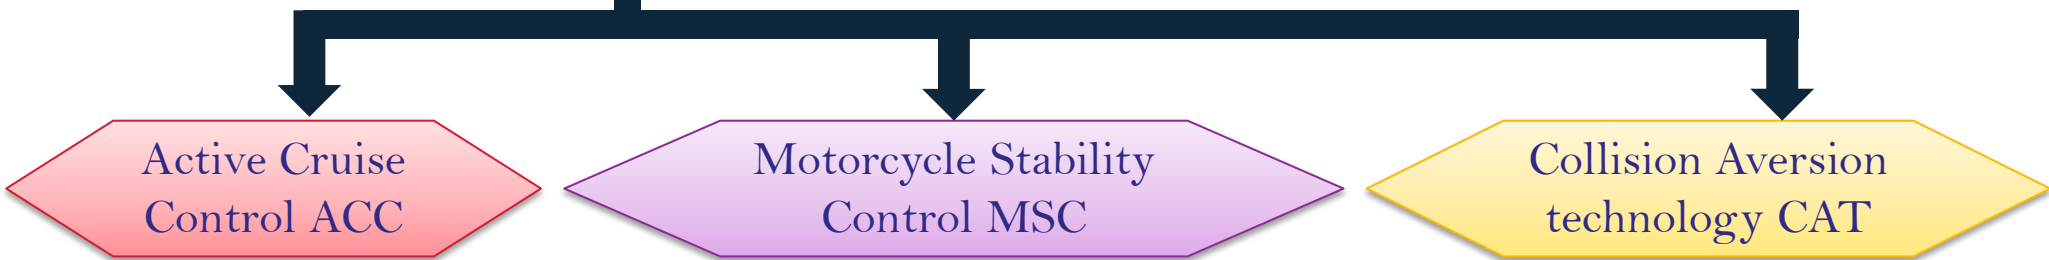 Active Cruise
Control ACC
Motorcycle Stability
Control MSC
Collision Aversion
technology CAT